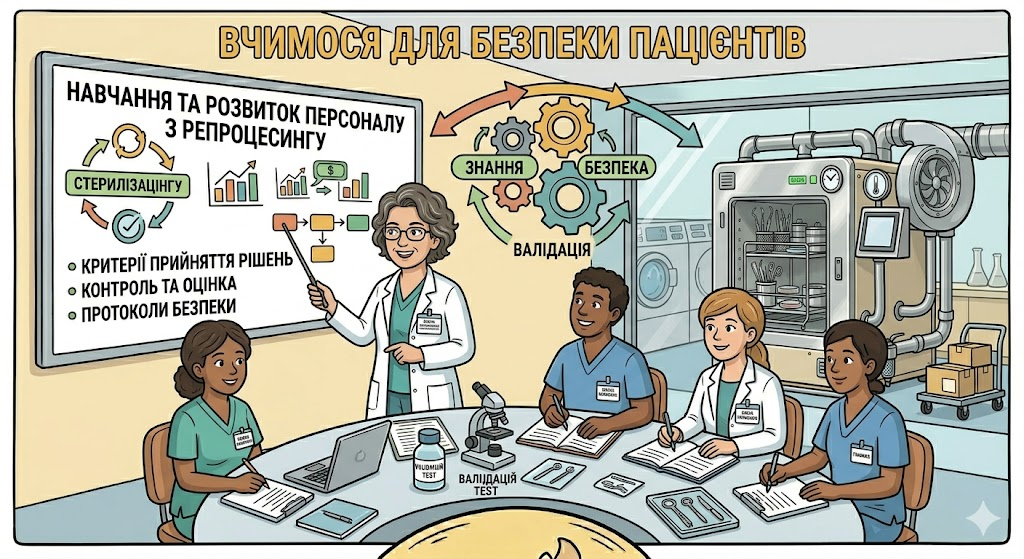 ВЧИМОСЯ ДЛЯ БЕЗПЕКИ ПАЦІЄНТІВ
НАВЧАННЯ ТА РОЗВИТОК ПЕРСОНАЛУ
З РЕПРОЦЕСИНГУ
СТЕРИЛІЗАЦІНГУ
$
• КРИТЕРІЇ ПРИЙНЯТТЯ РІШЕНЬ
• КОНТРОЛЬ ТА ОЦІНКА
• ПРОТОКОЛИ БЕЗПЕКИ
ЗНАННЯ
БЕЗПЕКА
ВАЛІДАЦІЯ
TEST
ВАЛІДАЦІЙ
TEST